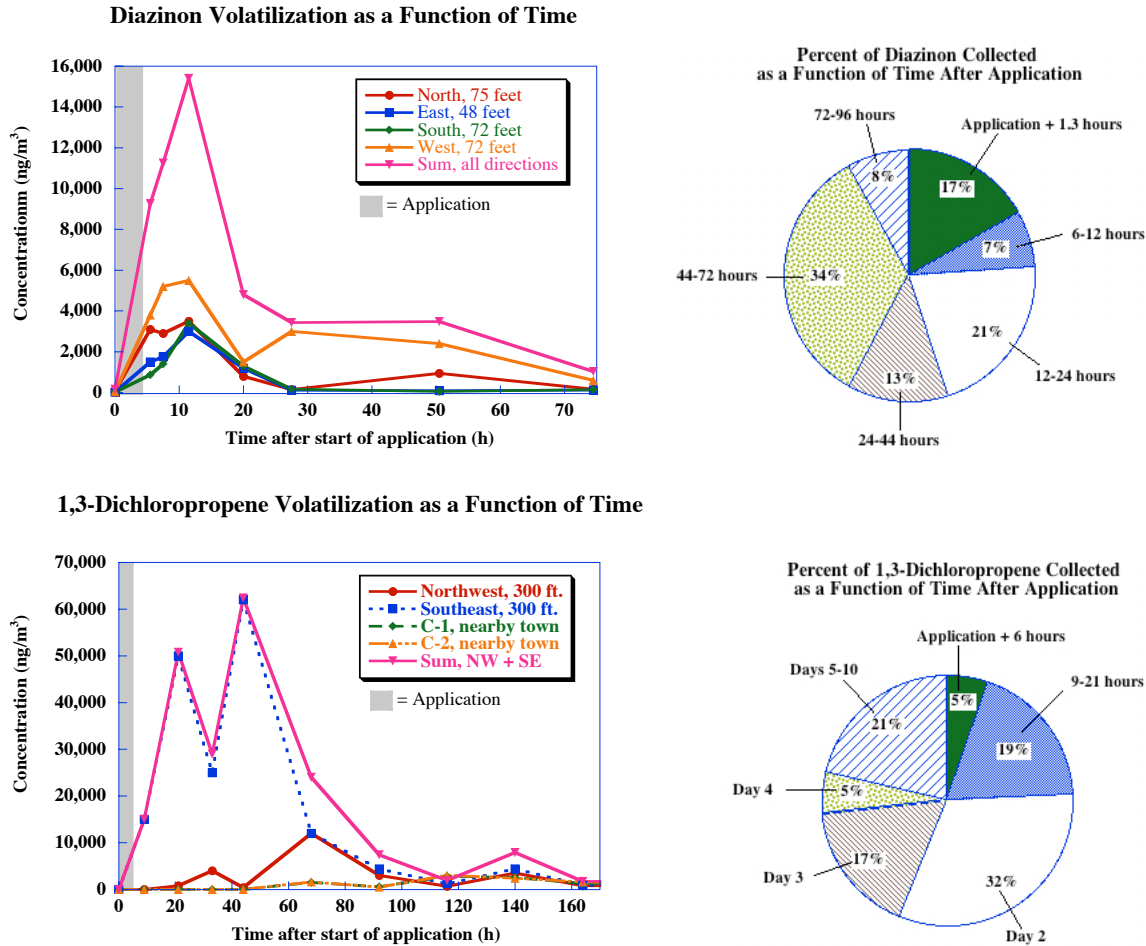 Diazinon Volatilization as a Function of Time
16,000
14,000
12,000
10,000
8,000
6,000
4,000
2,000
0
Concentrationm (ng/m³)
North, 75 feet
East, 48 feet
South, 72 feet
West, 72 feet
Sum, all directions
= Application
0 10 20 30 40 50 60 70
Time after start of application (h)
Percent of Diazinon Collected
as a Function of Time After Application
72-96 hours
Application + 1.3 hours
8%
17%
6-12 hours
7%
44-72 hours
34%
21%
12-24 hours
13%
24-44 hours
1,3-Dichloropropene Volatilization as a Function of Time
70,000
60,000
50,000
40,000
30,000
20,000
10,000
0
Concentration (ng/m³)
Northwest, 300 ft.
Southeast, 300 ft.
C-1, nearby town
C-2, nearby town
Sum, NW + SE
= Application
0 20 40 60 80 100 120 140 160
Time after start of application (h)
Percent of 1,3-Dichloropropene Collected
as a Function of Time After Application
Application + 6 hours
Days 5-10
9-21 hours
5%
21%
19%
Day 4
5%
17%
Day 3
32%
Day 2